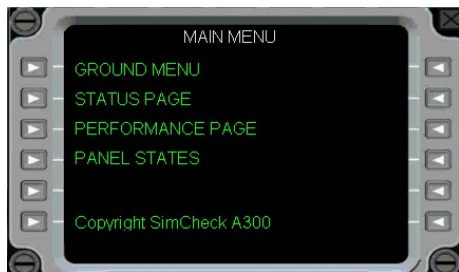 MAIN MENU
GROUND MENU
STATUS PAGE
PERFORMANCE PAGE
PANEL STATES
Copyright SimCheck A300